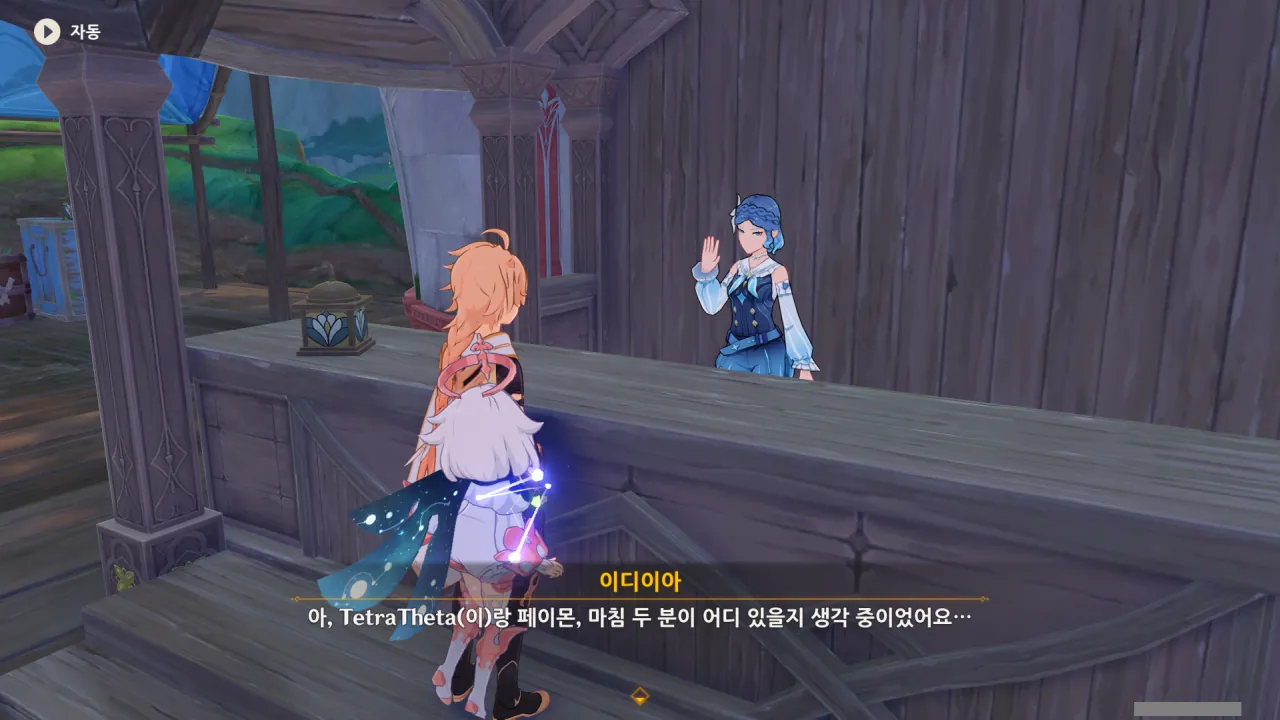 자동
이디이아
아, TetraTheta(이)랑 페이몬, 마침 두 분이 어디 있을지 생각 중이었어요…